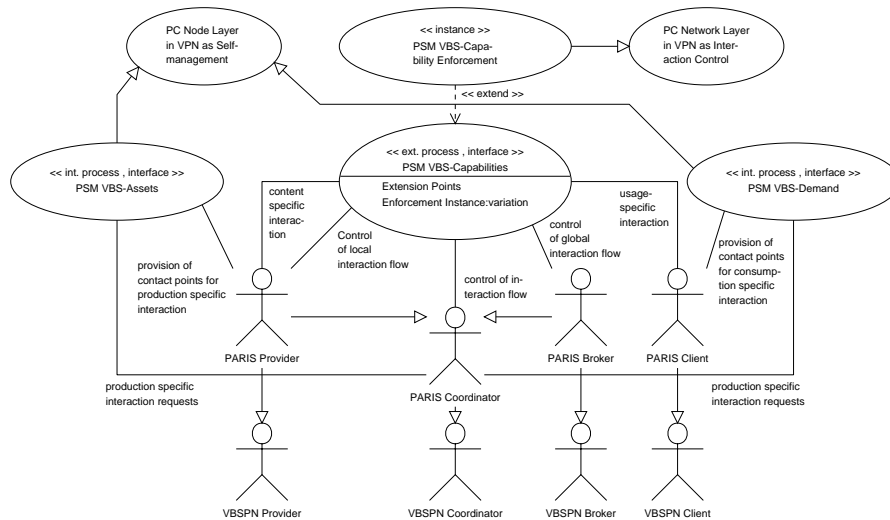 PC Node Layer
in VPN as Self-
management
<< instance >>
PSM VBS-Capa-
bility Enforcement
PC Network Layer
in VPN as Inter-
action Control
<< extend >>
<< int. process , interface >>
PSM VBS-Assets
<< ext. process , interface >>
PSM VBS-Capabilities
Extension Points
Enforcement Instance:variation
<< int. process , interface >>
PSM VBS-Demand
content
specific
interac-
tion
Control
of local
interaction flow
control
of global
interaction flow
usage-
specific
interaction
provision of
contact points for
production specific
interaction
control of in-
teraction flow
provision of
contact points
for consump-
tion specific
interaction
PARIS Provider
PARIS Coordinator
PARIS Broker
PARIS Client
production specific
interaction requests
production specific
interaction requests
VBSPN Provider
VBSPN Coordinator
VBSPN Broker
VBSPN Client